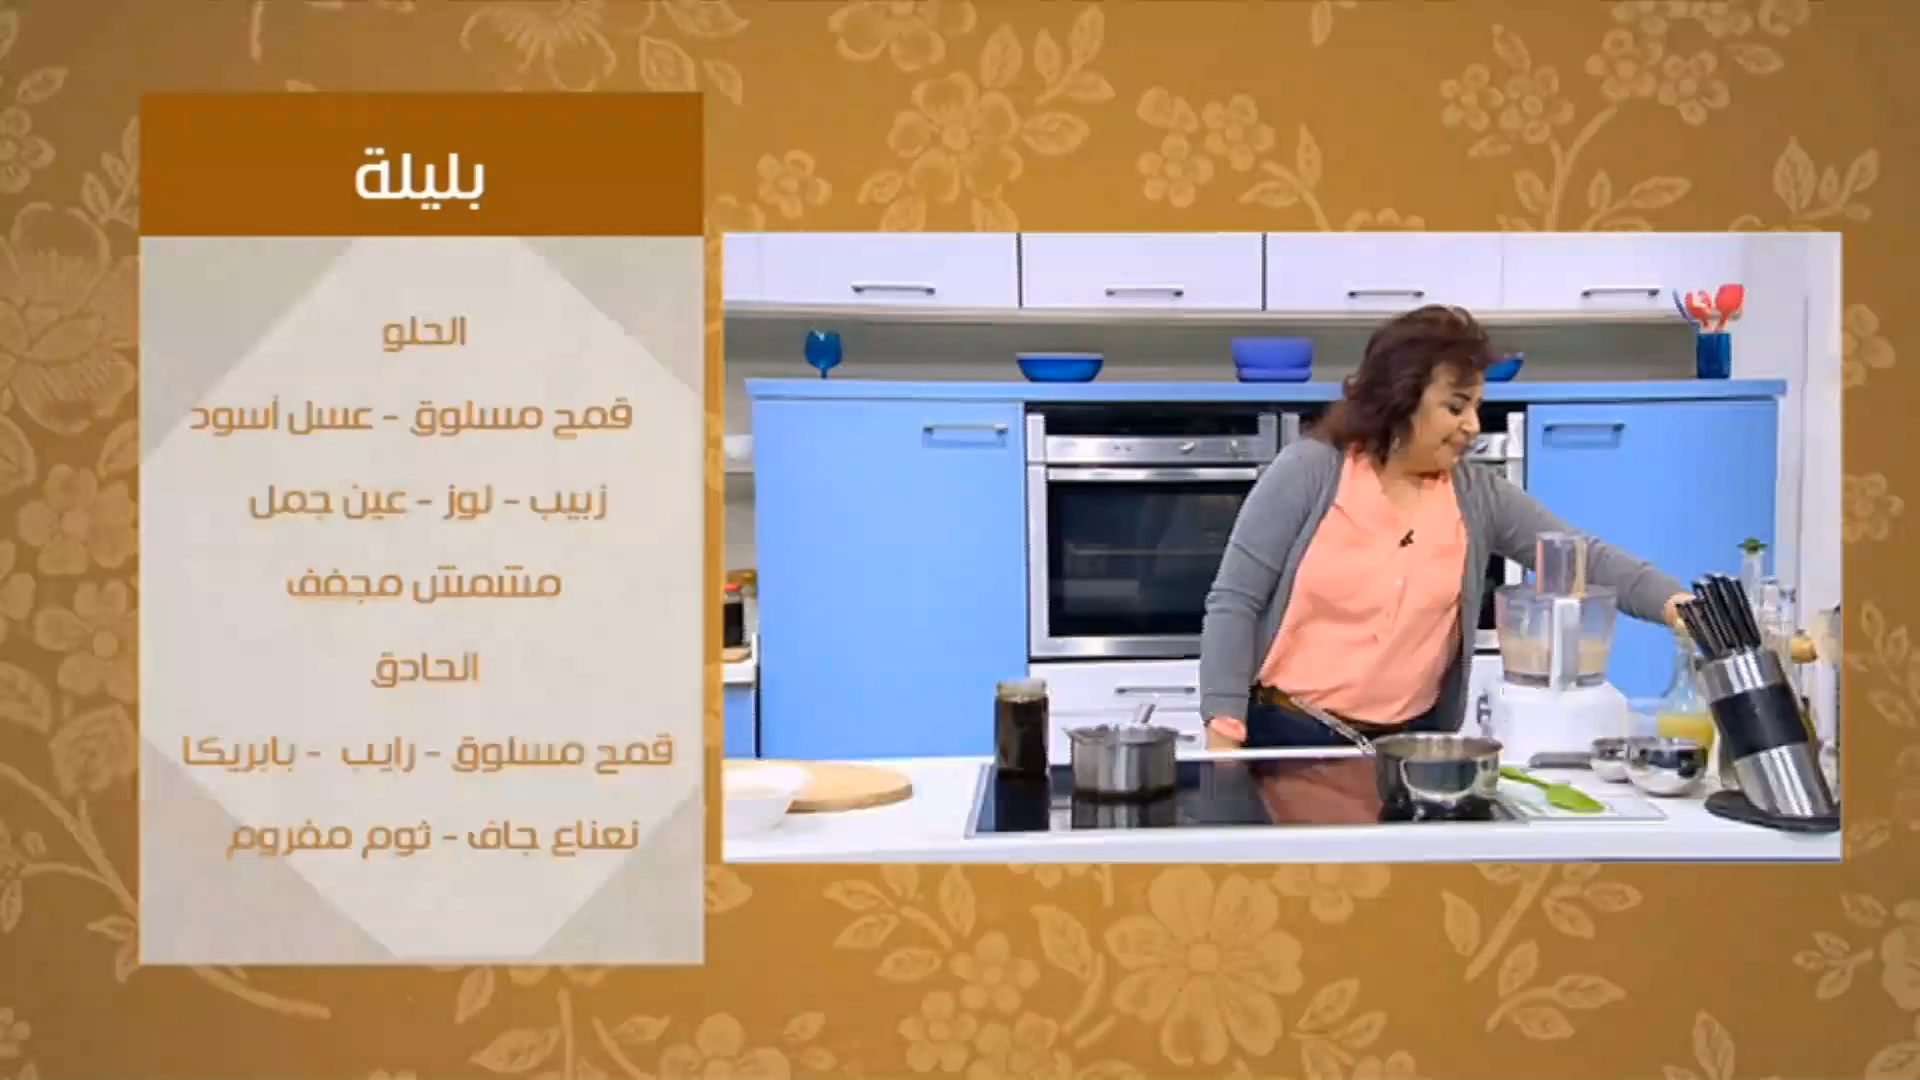 بليلة
الحلو
قمح مسلوق - عسل أسود
زبيب - لوز - عين جمل
مشمش مجفف
الحادق
قمح مسلوق - رايب - بابريكا
نعناع جاف - ثوم مفروم